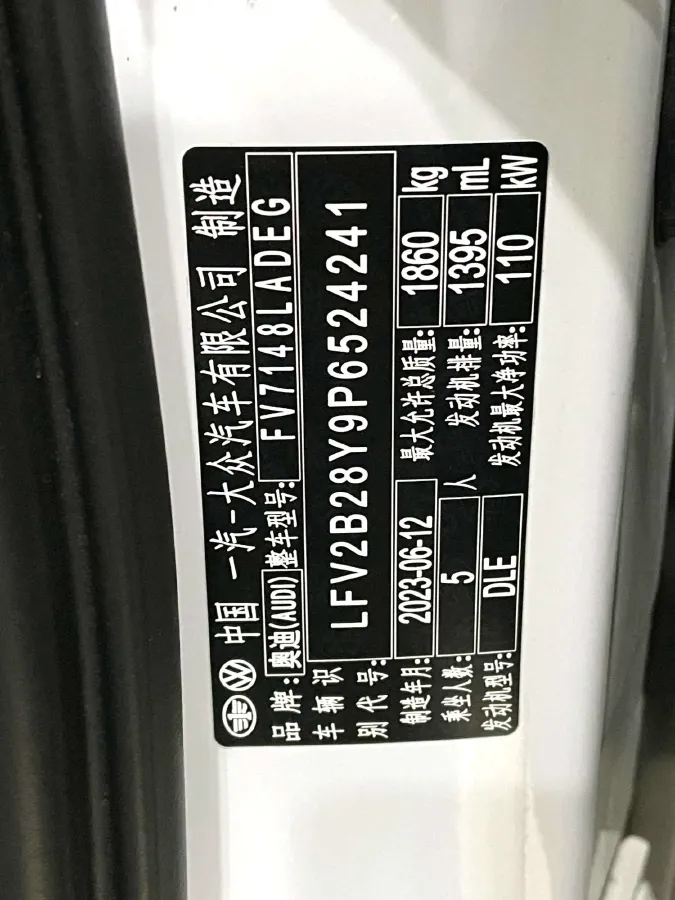 中国 一汽-大众汽车有限公司 制造
品牌: 奥迪(AUDI) 整车型号: FV7148LADEG
车辆识别代号: LFV2B28Y9P6524241
制造年月: 2023-06-12 最大允许总质量: 1860 kg
乘坐人数: 5 人 发动机排量: 1395 mL
发动机型号: DLE 发动机最大净功率: 110 kW